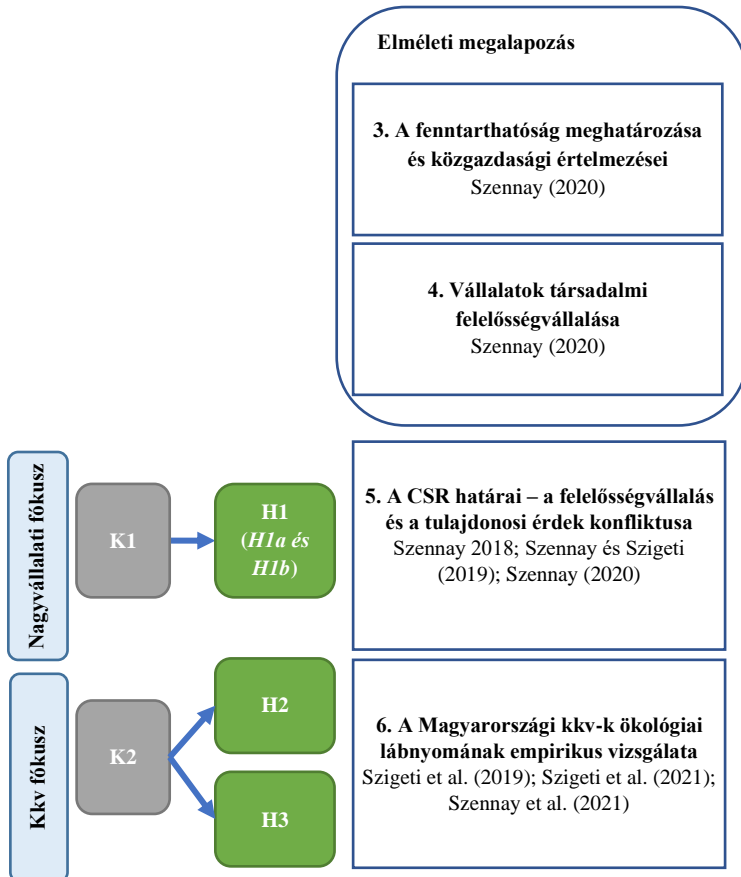 Elméleti megalapozás
3. A fenntarthatóság meghatározása
és közgazdasági értelmezései
Szennay (2020)
4. Vállalatok társadalmi
felelősségvállalása
Szennay (2020)
Nagyvállalati fókusz
K1
H1
(H1a és
H1b)
5. A CSR határai – a felelősségvállalás
és a tulajdonosi érdek konfliktusa
Szennay 2018; Szennay és Szigeti
(2019); Szennay (2020)
Kkv fókusz
K2
H2
H3
6. A Magyarországi kkv-k ökológiai
lábnyomának empirikus vizsgálata
Szigeti et al. (2019); Szigeti et al. (2021);
Szennay et al. (2021)